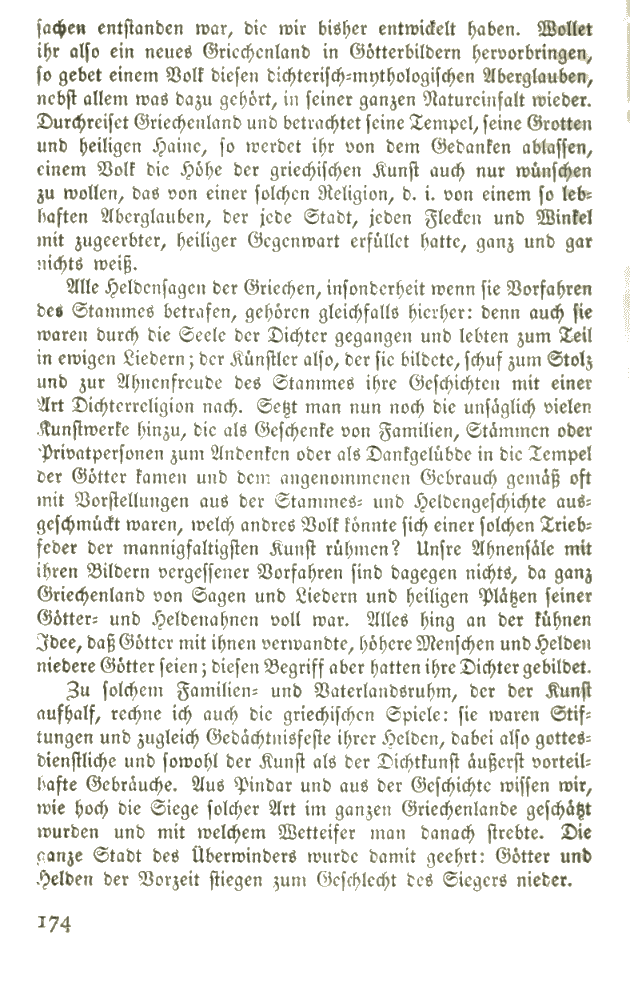 sachen entstanden war, die wir bisher entwickelt haben. Wollet
ihr also ein neues Griechenland in Götterbildern hervorbringen,
so gebet einem Volk diesen dichterisch-mythologischen Aberglauben,
nebst allem was dazu gehört, in seiner ganzen Natureinfalt wieder.
Durchreiset Griechenland und betrachtet seine Tempel, seine Grotten
und heiligen Haine, so werdet ihr von dem Gedanken ablassen,
einem Volk die Höhe der griechischen Kunst auch nur wünschen
zu wollen, das von einer solchen Religion, d. i. von einem so leb-
haften Aberglauben, der jede Stadt, jeden Flecken und Winkel
mit zugeerbter, heiliger Gegenwart erfüllet hatte, ganz und gar
nichts weiß.
Alle Heldensagen der Griechen, insonderheit wenn sie Vorfahren
des Stammes betrafen, gehören gleichfalls hierher: denn auch sie
waren durch die Seele der Dichter gegangen und lebten zum Teil
in ewigen Liedern; der Künstler also, der sie bildete, schuf zum Stolz
und zur Ahnenfreude des Stammes ihre Geschichten mit einer
Art Dichterreligion nach. Setzt man nun noch die unsäglich vielen
Kunstwerke hinzu, die als Geschenke von Familien, Stämmen oder
Privatpersonen zum Andenken oder als Dankgelübde in die Tempel
der Götter kamen und dem angenommenen Gebrauch gemäß oft
mit Vorstellungen aus der Stammes- und Heldengeschichte aus-
geschmückt waren, welch andres Volk könnte sich einer solchen Trieb-
feder der mannigfaltigsten Kunst rühmen? Unsre Ahnensäle mit
ihren Bildern vergessener Vorfahren sind dagegen nichts, da ganz
Griechenland von Sagen und Liedern und heiligen Plätzen seiner
Götter- und Heldenahnen voll war. Alles hing an der kühnen
Idee, daß Götter mit ihnen verwandte, höhere Menschen und Helden
niedere Götter seien; diesen Begriff aber hatten ihre Dichter gebildet.
Zu solchem Familien- und Vaterlandsruhm, der der Kunst
aufhalf, rechne ich auch die griechischen Spiele: sie waren Stif-
tungen und zugleich Gedächtnisfeste ihrer Helden, dabei also gottes-
dienstliche und sowohl der Kunst als der Dichtkunst äußerst vorteil-
hafte Gebräuche. Aus Pindar und aus der Geschichte wissen wir,
wie hoch die Siege solcher Art im ganzen Griechenlande geschätzt
wurden und mit welchem Wetteifer man danach strebte. Die
ganze Stadt des Überwinders wurde damit geehrt: Götter und
Helden der Vorzeit stiegen zum Geschlecht des Siegers nieder.
174